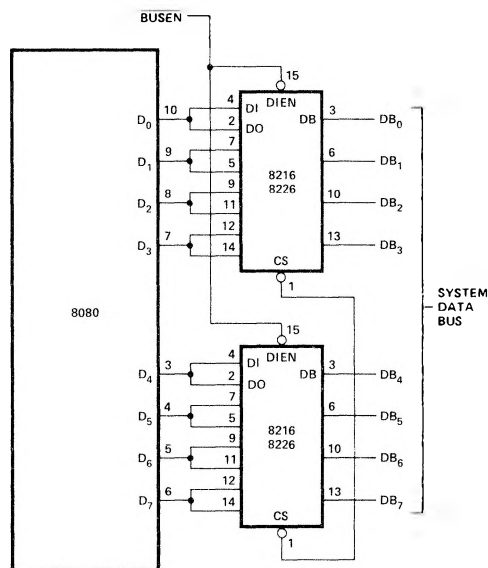 BUSEN
15
DIEN
D0 10
4 DI
2 DO
DB 3 DB0
D1 9
7
5
6 DB1
8216
8226
D2 8
9
11
10 DB2
D3 7
12
14
13 DB3
CS
1
8080
SYSTEM
DATA
BUS
15
DIEN
D4 3
4 DI
2 DO
DB 3 DB4
D5 4
7
5
6 DB5
8216
8226
D6 5
9
11
10 DB6
D7 6
12
14
13 DB7
CS
1